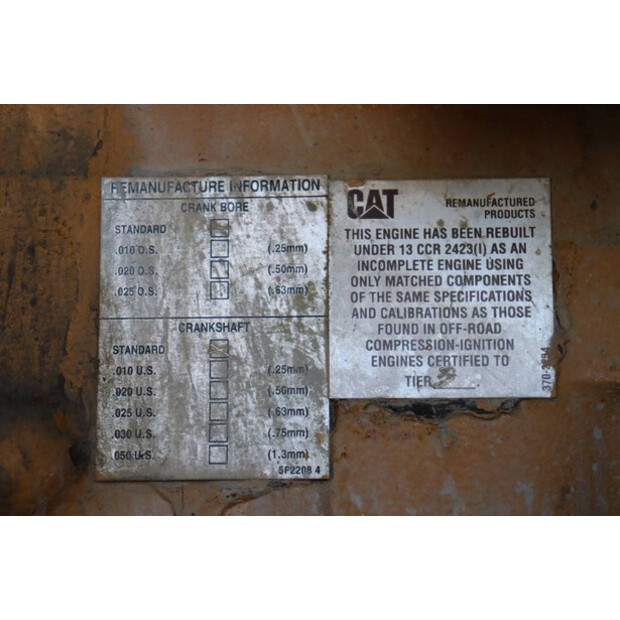 REMANUFACTURE INFORMATION
CRANK BORE
STANDARD
.010 O.S. (.25mm)
.020 O.S. (.50mm)
.025 O.S. (.63mm)
CRANKSHAFT
STANDARD
.010 U.S. (.25mm)
.020 U.S. (.50mm)
.025 U.S. (.63mm)
.030 U.S. (.75mm)
.050 U.S. (1.3mm)
5P2208 4
CAT REMANUFACTURED
PRODUCTS
THIS ENGINE HAS BEEN REBUILT
UNDER 13 CCR 2423(l) AS AN
INCOMPLETE ENGINE USING
ONLY MATCHED COMPONENTS
OF THE SAME SPECIFICATIONS
AND CALIBRATIONS AS THOSE
FOUND IN OFF-ROAD
COMPRESSION-IGNITION
ENGINES CERTIFIED TO
TIER